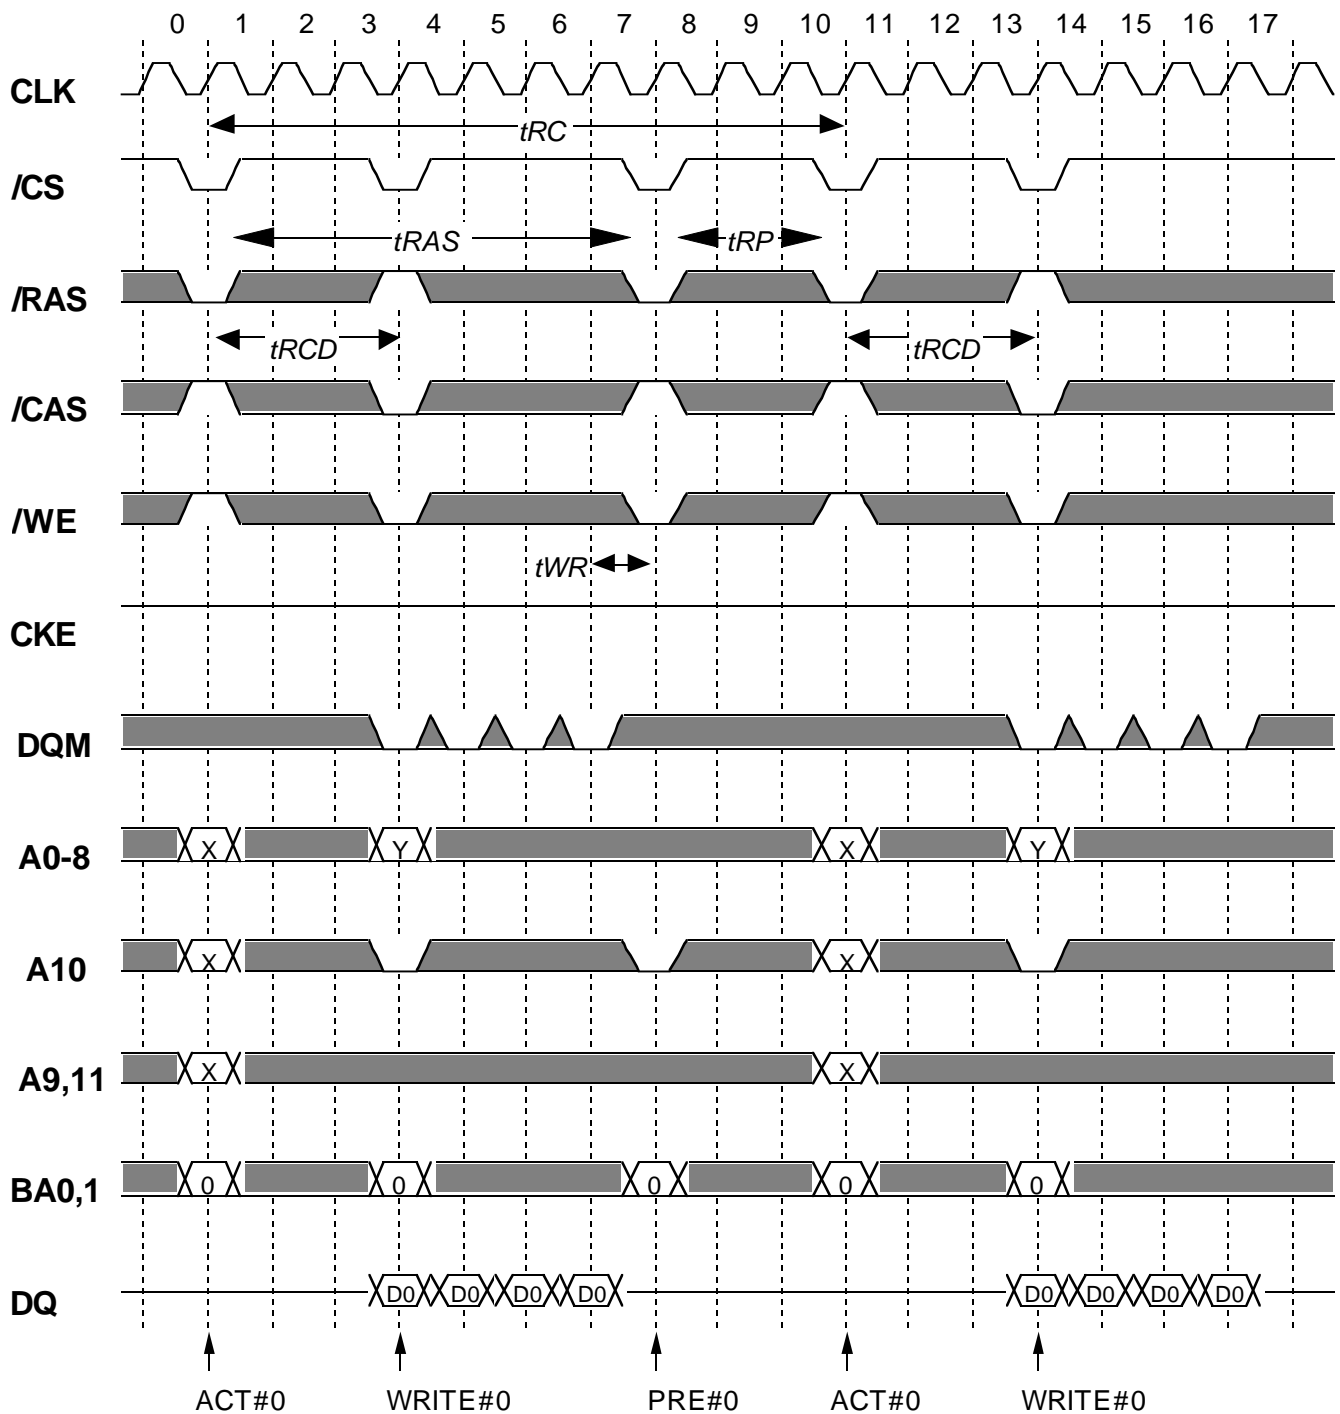 0 1 2 3 4 5 6 7 8 9 10 11 12 13 14 15 16 17
CLK
tRC
/CS
tRAS tRP
/RAS
tRCD tRCD
/CAS
/WE
tWR
CKE
DQM
A0-8 X Y X Y
A10 X X
A9,11 X X
BA0,1 0 0 0 0 0
DQ D0 D0 D0 D0 D0 D0 D0 D0
ACT#0 WRITE#0 PRE#0 ACT#0 WRITE#0